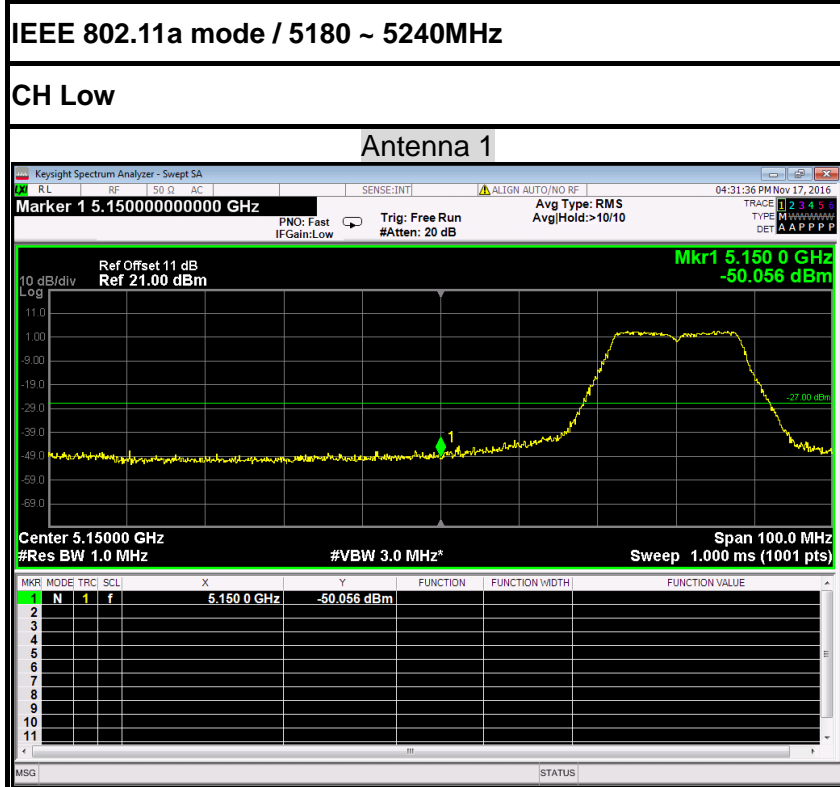 IEEE 802.11a mode / 5180 ~ 5240MHz
CH Low
Antenna 1
Keysight Spectrum Analyzer - Swept SA
LXI RL RF 50 Ω AC SENSE:INT ALIGN AUTO/NO RF 04:31:36 PM Nov 17, 2016
Marker 1 5.150000000000 GHz
PNO: Fast
IFGain:Low
Trig: Free Run
#Atten: 20 dB
Avg Type: RMS
Avg|Hold:>10/10
TRACE 1 2 3 4 5 6
TYPE M W W W W W
DET A A P P P P
Ref Offset 11 dB
Ref 21.00 dBm
Mkr1 5.150 0 GHz
-50.056 dBm
10 dB/div
Log
11.0
1.00
-9.00
-19.0
-27.00 dBm
-29.0
-39.0
1
-49.0
-59.0
-69.0
Center 5.15000 GHz
Span 100.0 MHz
#Res BW 1.0 MHz
#VBW 3.0 MHz*
Sweep 1.000 ms (1001 pts)
MKR MODE TRC SCL X Y FUNCTION FUNCTION WIDTH FUNCTION VALUE
1 N 1 f 5.150 0 GHz -50.056 dBm
2
3
4
5
6
7
8
9
10
11
MSG STATUS